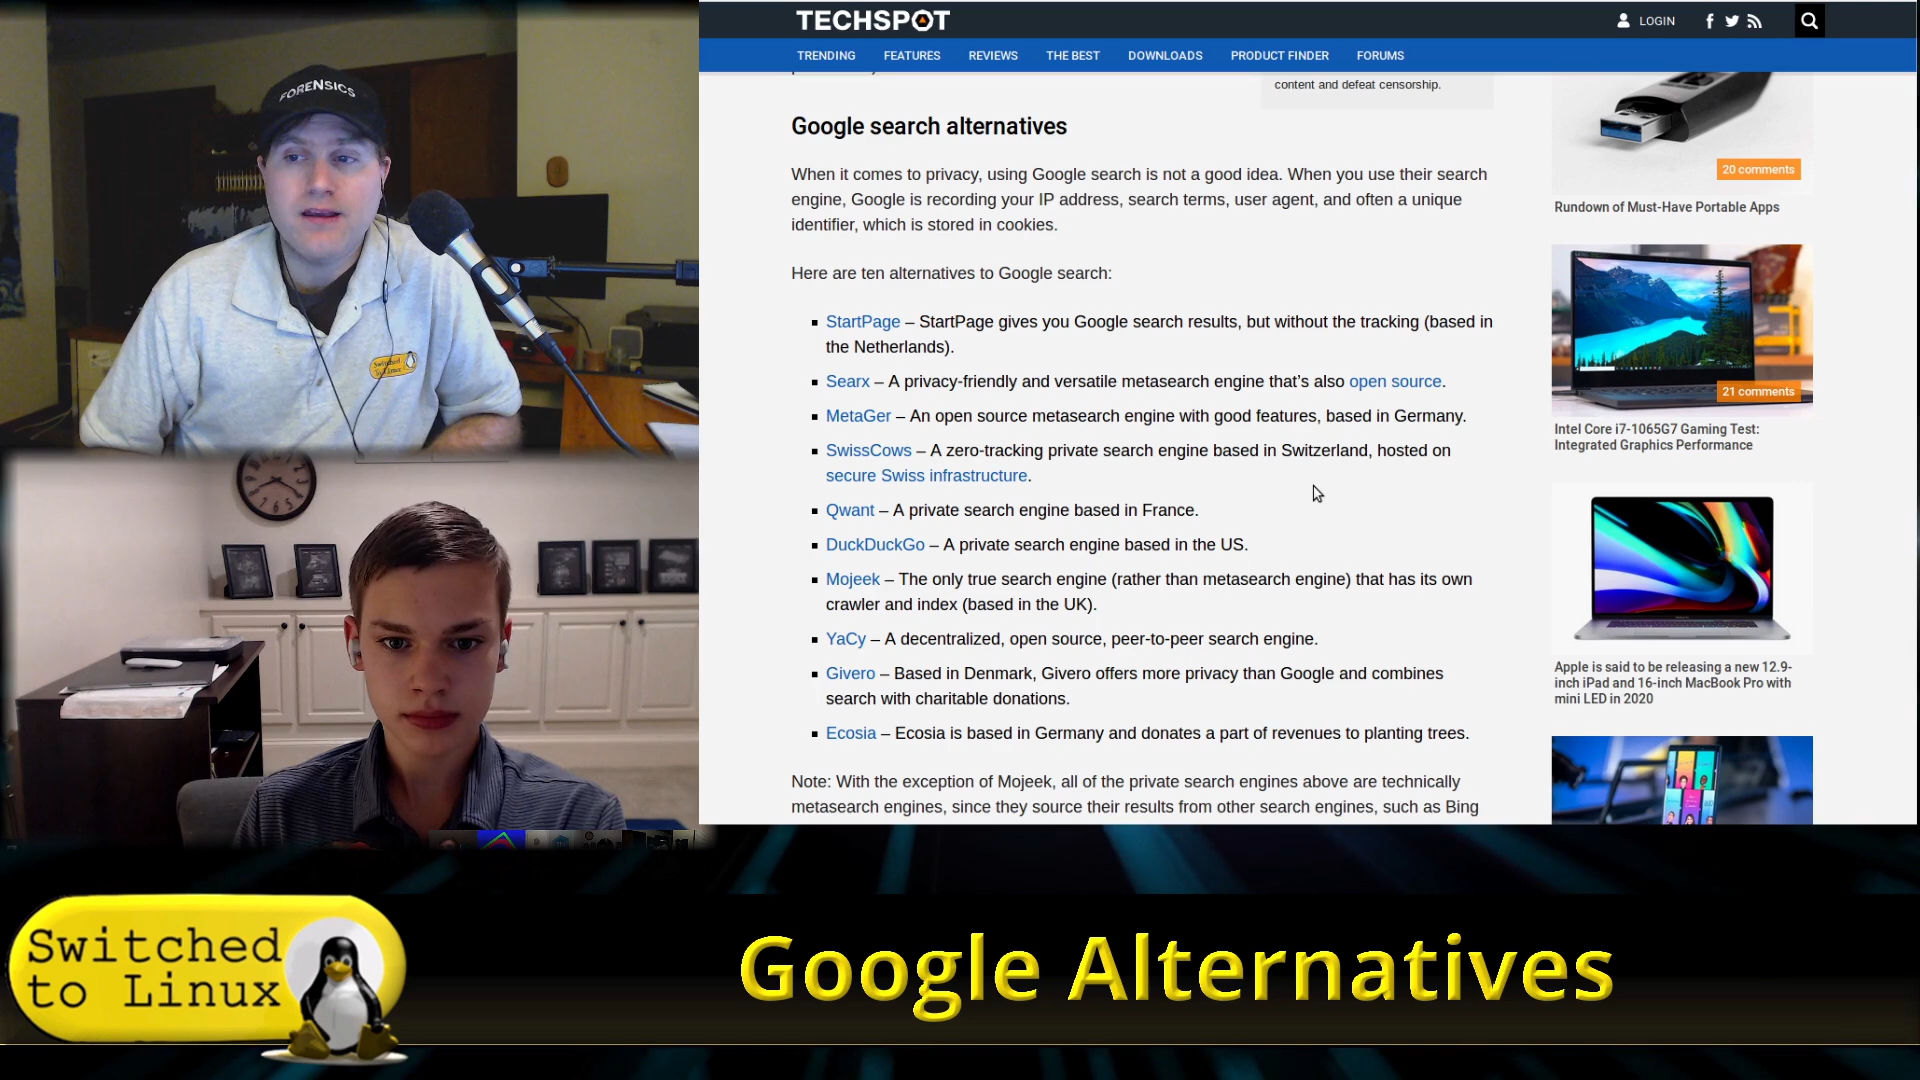 FORENSICS
Switched
to Linux
TECHSPOT
LOGIN
TRENDING FEATURES REVIEWS THE BEST DOWNLOADS PRODUCT FINDER FORUMS
content and defeat censorship.
Google search alternatives
When it comes to privacy, using Google search is not a good idea. When you use their search
engine, Google is recording your IP address, search terms, user agent, and often a unique
identifier, which is stored in cookies.
Here are ten alternatives to Google search:
▪ StartPage – StartPage gives you Google search results, but without the tracking (based in
the Netherlands).
▪ Searx – A privacy-friendly and versatile metasearch engine that’s also open source.
▪ MetaGer – An open source metasearch engine with good features, based in Germany.
▪ SwissCows – A zero-tracking private search engine based in Switzerland, hosted on
secure Swiss infrastructure.
▪ Qwant – A private search engine based in France.
▪ DuckDuckGo – A private search engine based in the US.
▪ Mojeek – The only true search engine (rather than metasearch engine) that has its own
crawler and index (based in the UK).
▪ YaCy – A decentralized, open source, peer-to-peer search engine.
▪ Givero – Based in Denmark, Givero offers more privacy than Google and combines
search with charitable donations.
▪ Ecosia – Ecosia is based in Germany and donates a part of revenues to planting trees.
Note: With the exception of Mojeek, all of the private search engines above are technically
metasearch engines, since they source their results from other search engines, such as Bing
20 comments
Rundown of Must-Have Portable Apps
21 comments
Intel Core i7-1065G7 Gaming Test:
Integrated Graphics Performance
Apple is said to be releasing a new 12.9-
inch iPad and 16-inch MacBook Pro with
mini LED in 2020
Switched
to Linux
Google Alternatives